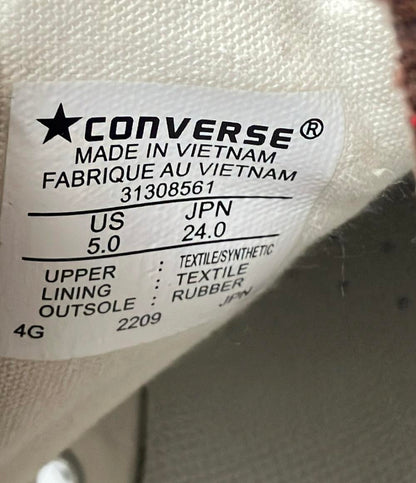 ★CONVERSE®
MADE IN VIETNAM
FABRIQUE AU VIETNAM
31308561
US JPN
5.0 24.0
UPPER : TEXTILE/SYNTHETIC
LINING : TEXTILE
OUTSOLE : RUBBER
4G 2209 JPN